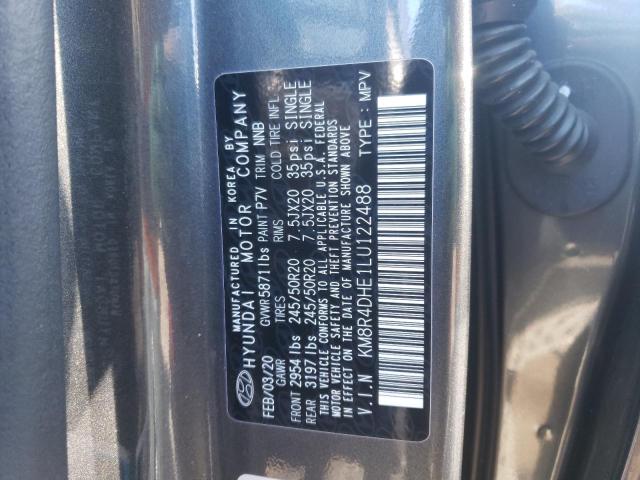 MANUFACTURED IN KOREA BY
HYUNDAI MOTOR COMPANY
FEB/03/20 GVWR 5871 lbs PAINT P7V TRIM NNB
GAWR TIRES RIMS COLD TIRE INFL.
FRONT 2954 lbs 245/50R20 7.5JX20 35psi SINGLE
REAR 3197 lbs 245/50R20 7.5JX20 35psi SINGLE
THIS VEHICLE CONFORMS TO ALL APPLICABLE U.S.A. FEDERAL
MOTOR VEHICLE SAFETY AND THEFT PREVENTION STANDARDS
IN EFFECT ON THE DATE OF MANUFACTURE SHOWN ABOVE
V.I.N : KM8R4DHE1LU122488 TYPE : MPV